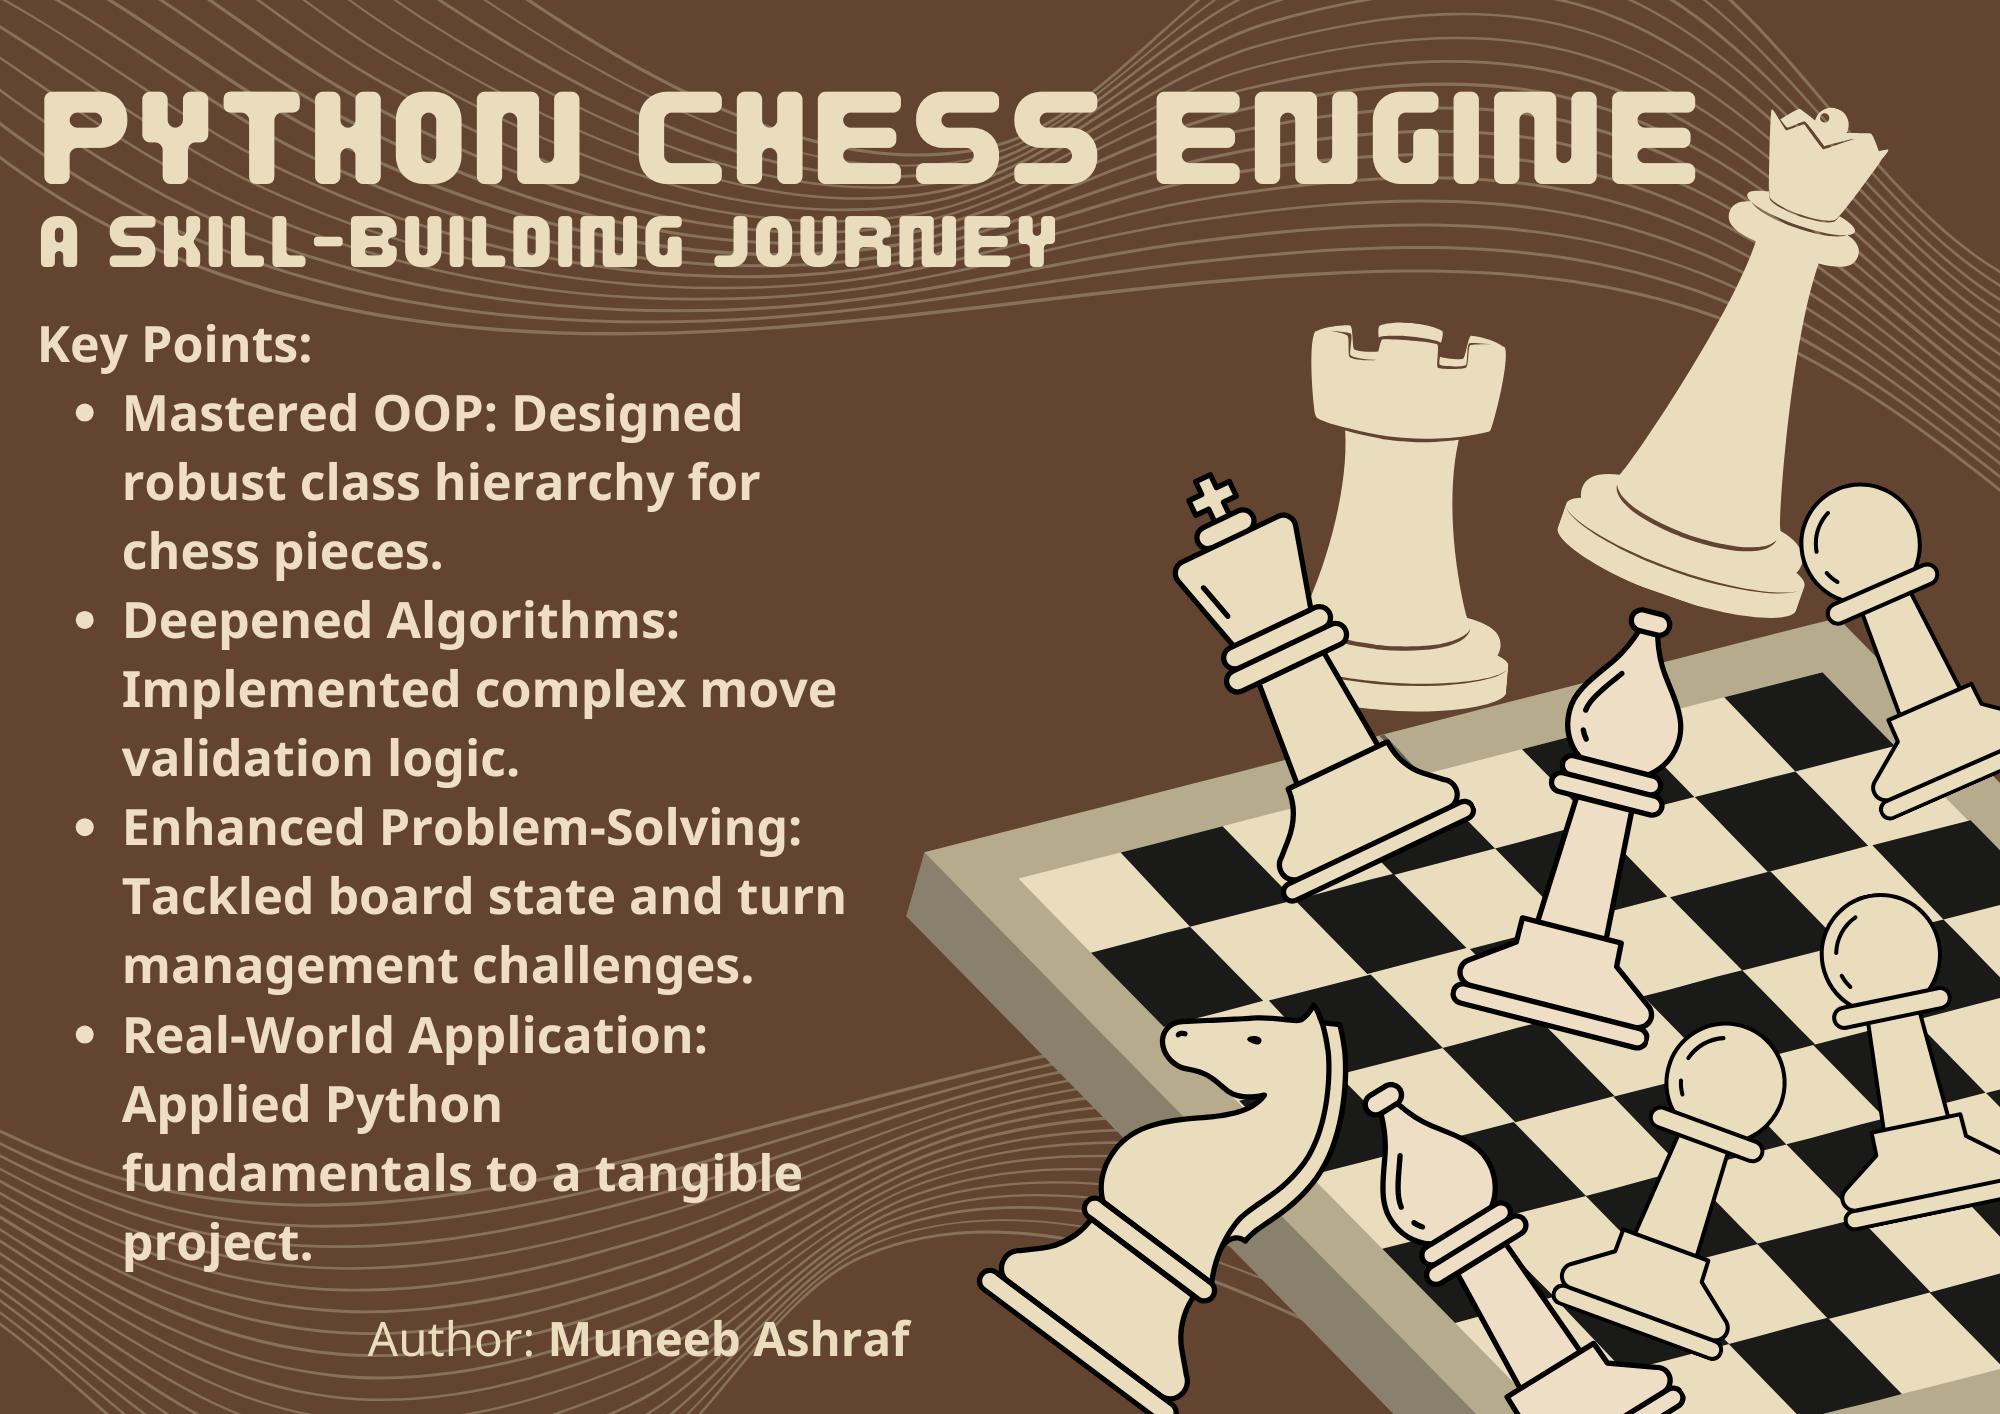 PYTHON CHESS ENGINE
A SKILL-BUILDING JOURNEY
Key Points:
• Mastered OOP: Designed
robust class hierarchy for
chess pieces.
• Deepened Algorithms:
Implemented complex move
validation logic.
• Enhanced Problem-Solving:
Tackled board state and turn
management challenges.
• Real-World Application:
Applied Python
fundamentals to a tangible
project.
Author: Muneeb Ashraf